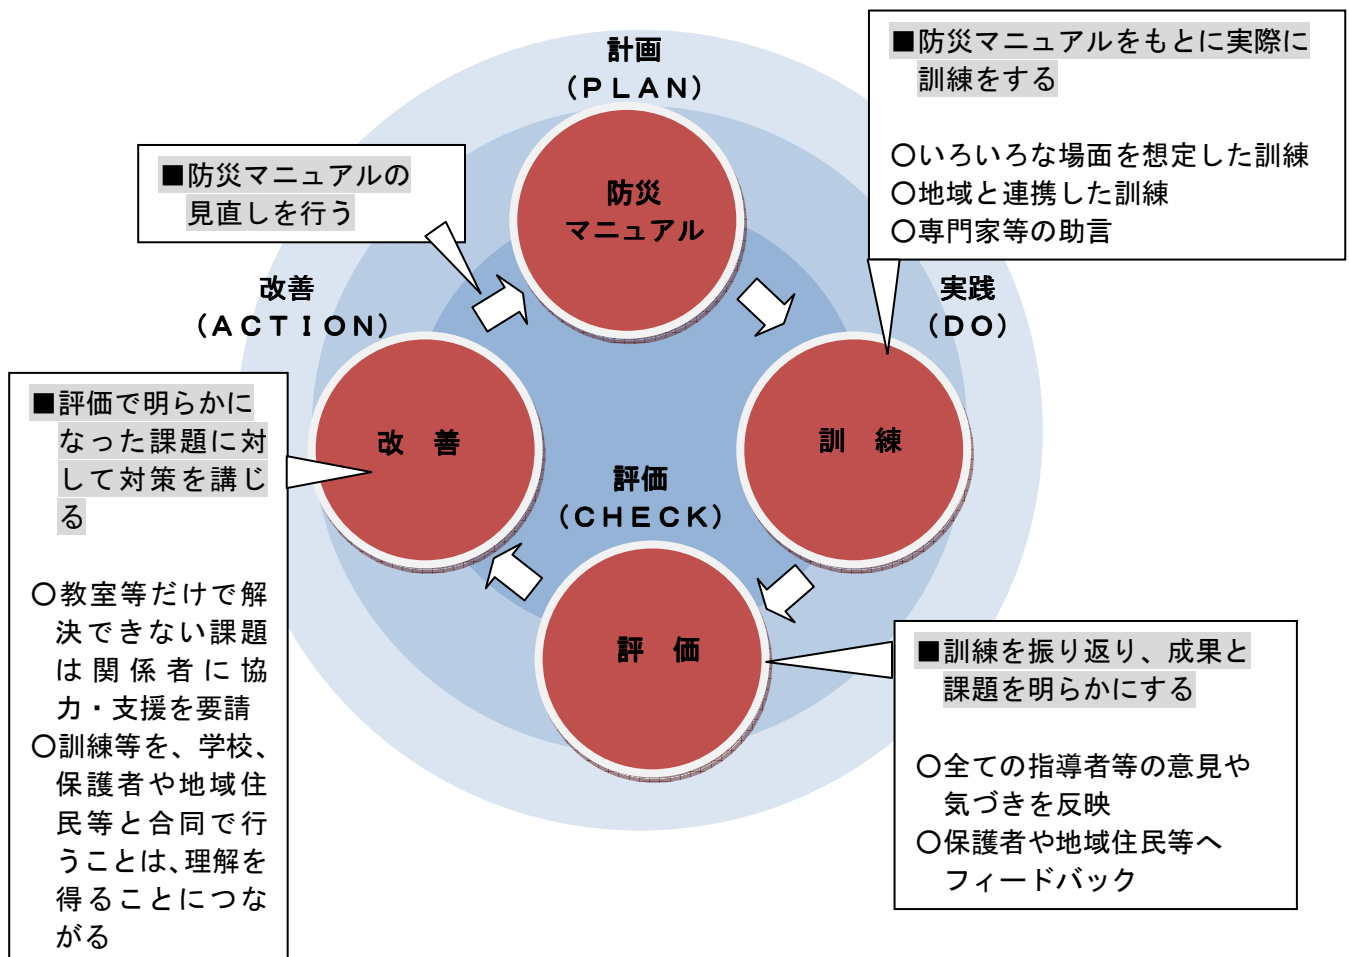 計画
（ＰＬＡＮ）
防災
マニュアル
■防災マニュアルをもとに実際に
訓練をする
○いろいろな場面を想定した訓練
○地域と連携した訓練
○専門家等の助言
■防災マニュアルの
見直しを行う
改善
（ＡＣＴＩＯＮ）
実践
（ＤＯ）
■評価で明らかに
なった課題に対
して対策を講じ
る
○教室等だけで解
決できない課題
は関係者に協
力・支援を要請
○訓練等を、学校、
保護者や地域住
民等と合同で行
うことは、理解を
得ることにつな
がる
改　善
訓　練
評価
（ＣＨＥＣＫ）
評　価
■訓練を振り返り、成果と
課題を明らかにする
○全ての指導者等の意見や
気づきを反映
○保護者や地域住民等へ
フィードバック